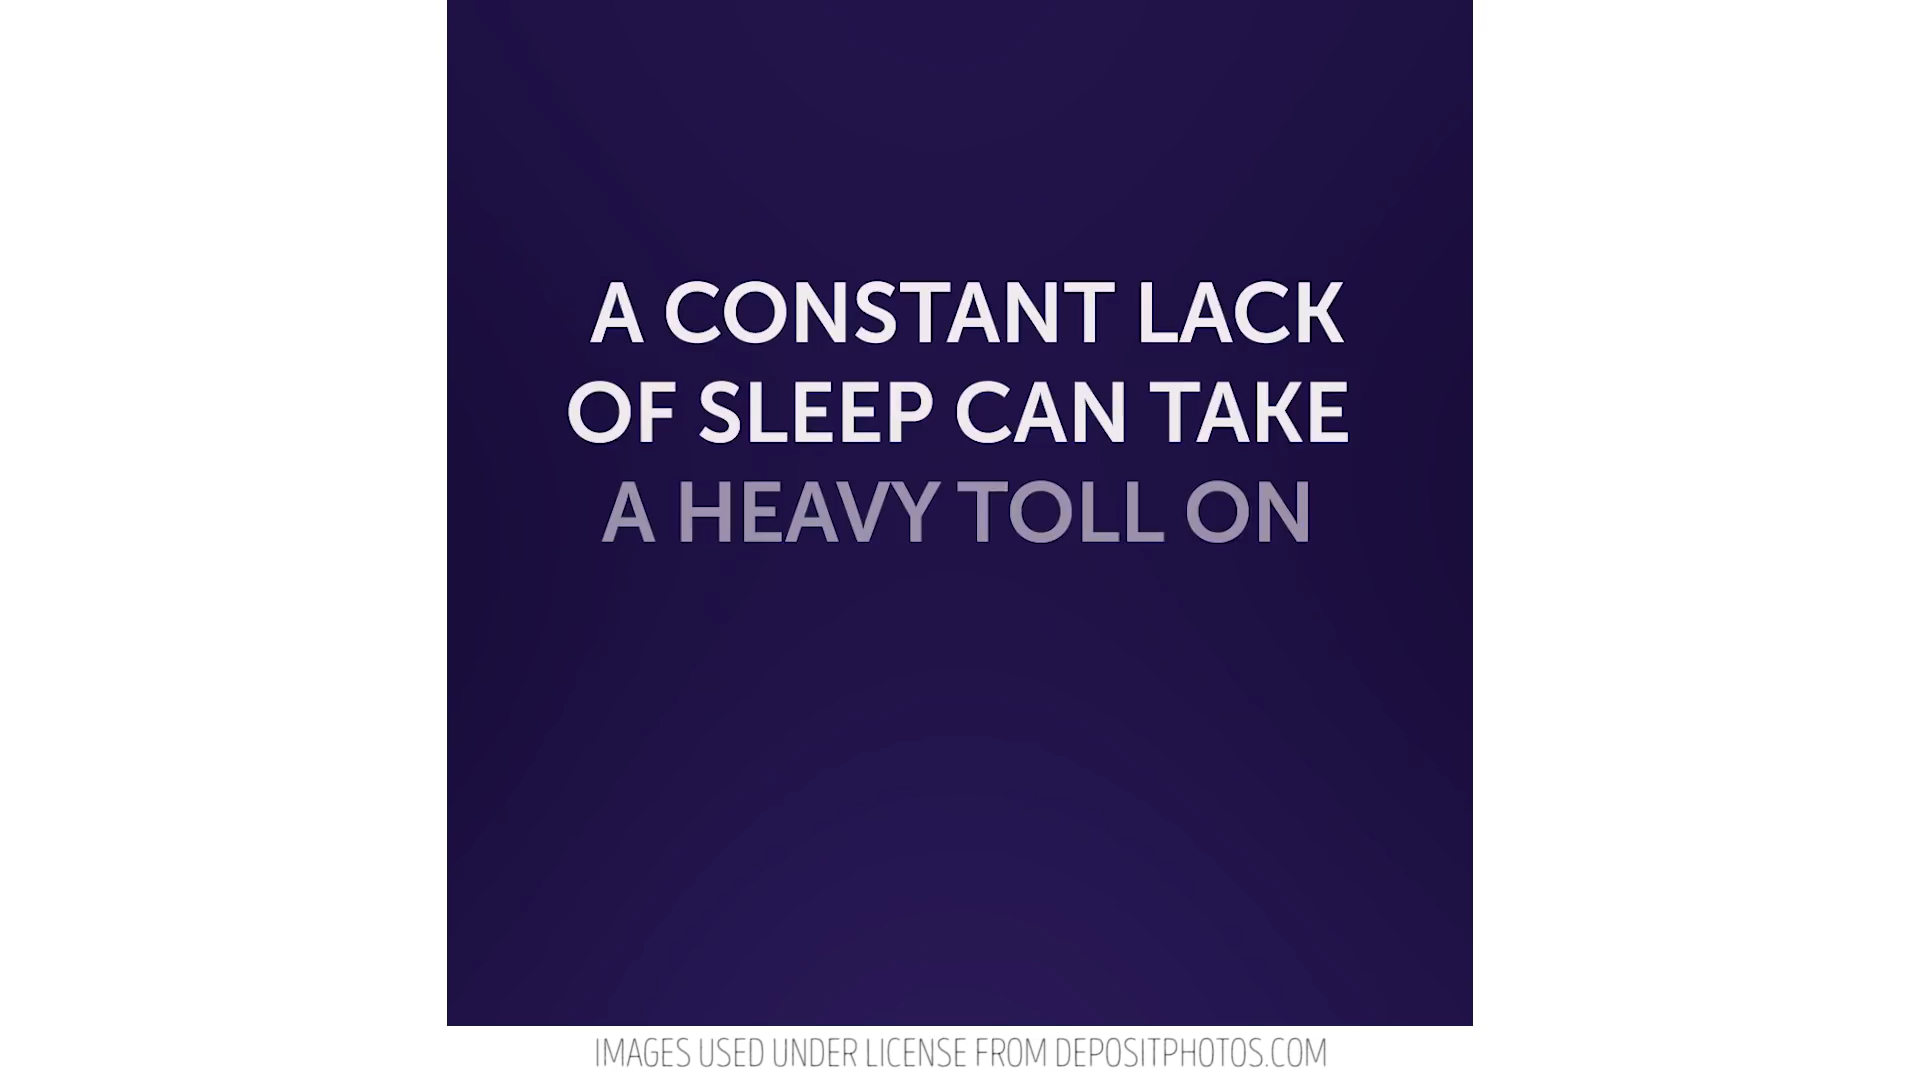 A CONSTANT LACK
OF SLEEP CAN TAKE
A HEAVY TOLL ON
IMAGES USED UNDER LICENSE FROM DEPOSITPHOTOS.COM